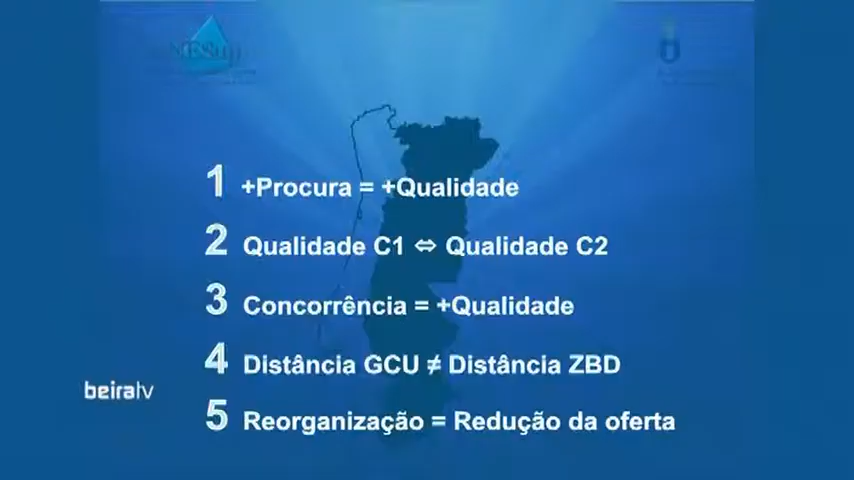 1 +Procura = +Qualidade
2 Qualidade C1 ⇔ Qualidade C2
3 Concorrência = +Qualidade
4 Distância GCU ≠ Distância ZBD
beiratv
5 Reorganização = Redução da oferta